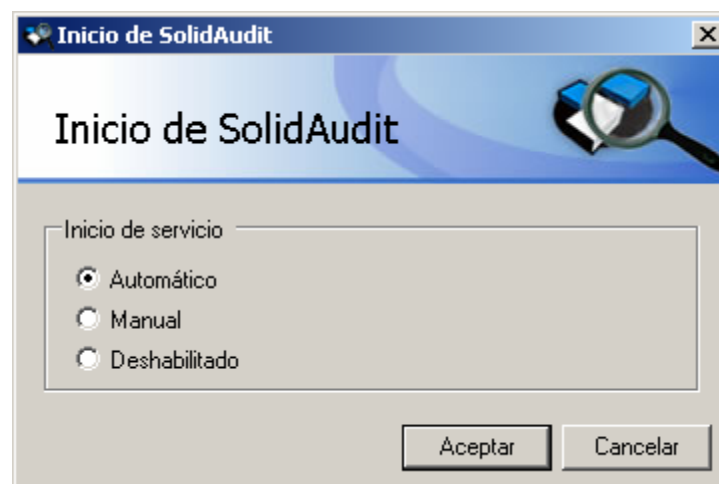 Inicio de SolidAudit
Inicio de SolidAudit
Inicio de servicio
Automático
Manual
Deshabilitado
Aceptar
Cancelar